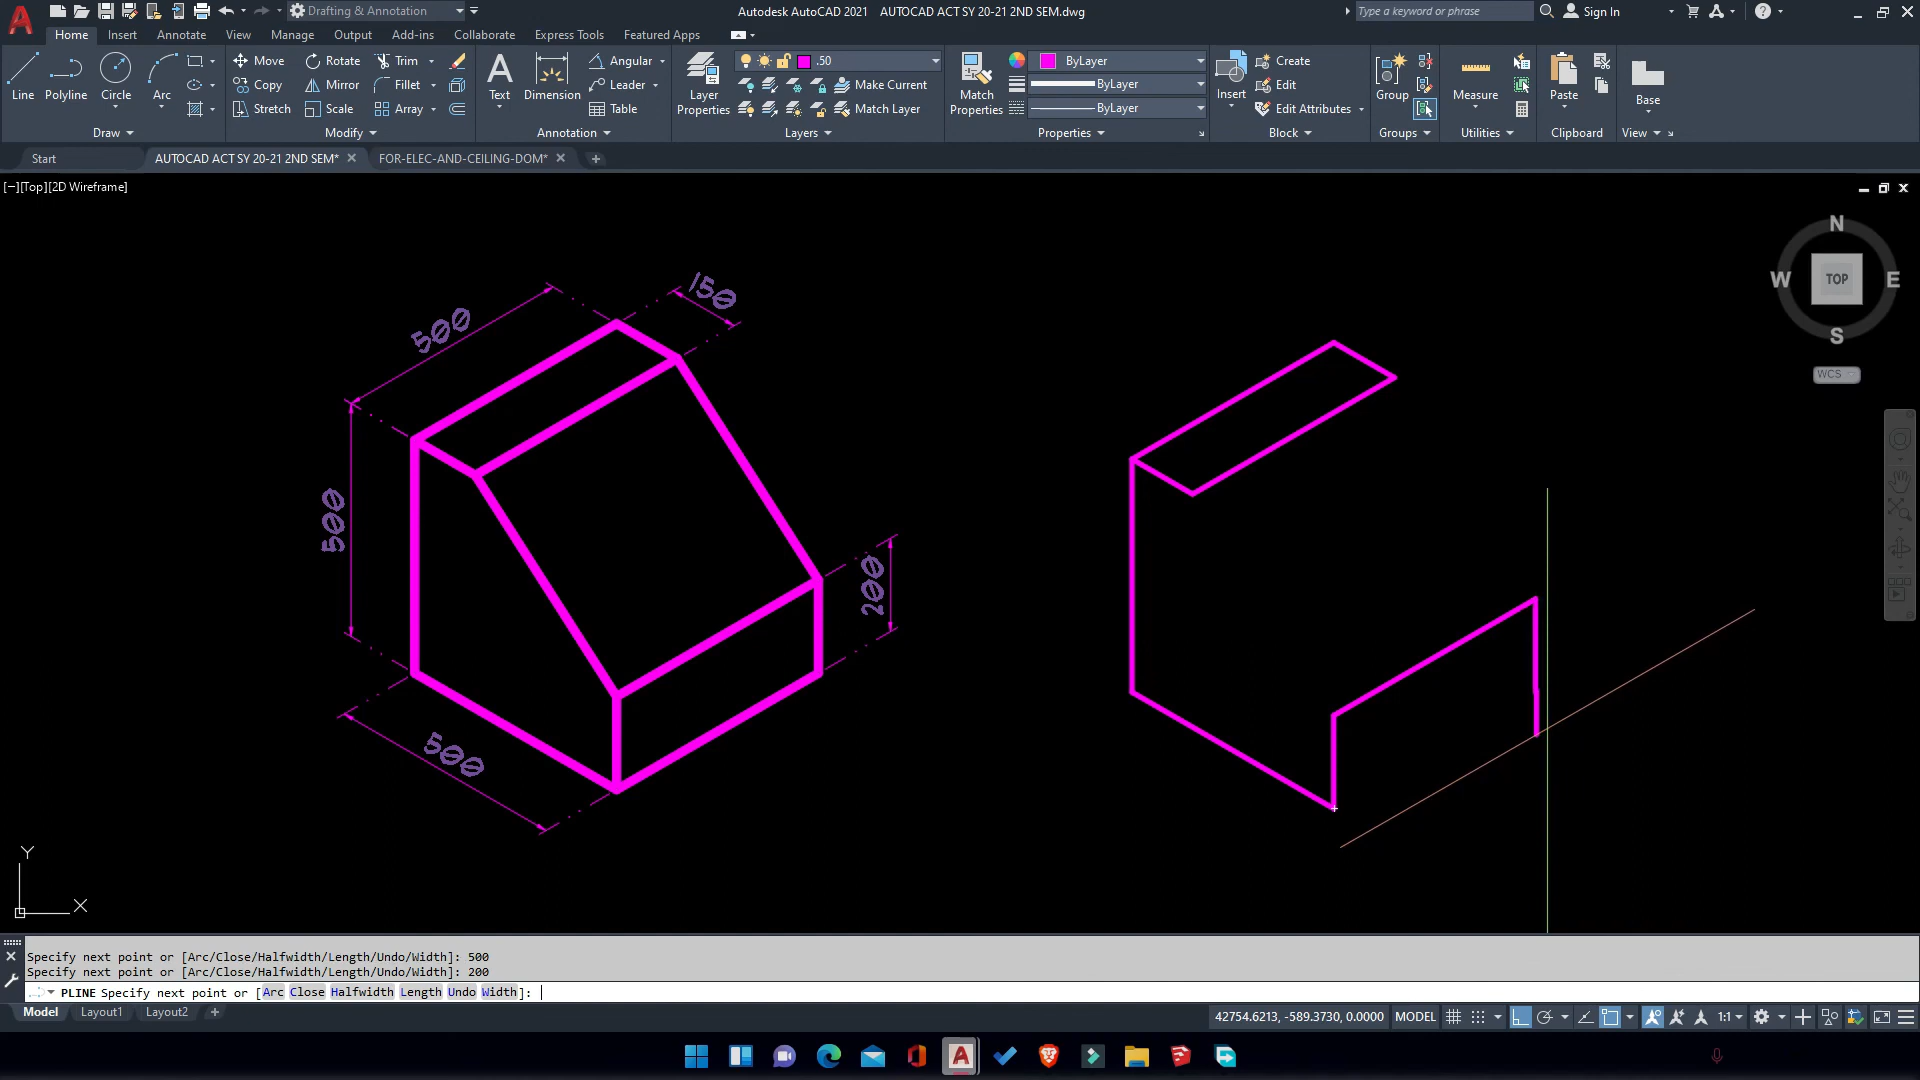 Drafting & Annotation
Autodesk AutoCAD 2021 AUTOCAD ACT SY 20-21 2ND SEM.dwg
Type a keyword or phrase
Sign In
Home Insert Annotate View Manage Output Add-ins Collaborate Express Tools Featured Apps
Line Polyline Circle Arc
Draw
Move Rotate Trim
Copy Mirror Fillet
Stretch Scale Array
Modify
Text Dimension
Angular
Leader
Table
Annotation
Layer Properties
.50
Make Current
Match Layer
Layers
Match Properties
ByLayer
ByLayer
ByLayer
Properties
Insert
Create
Edit
Edit Attributes
Block
Group
Groups
Measure
Utilities
Paste
Clipboard
Base
View
Start
AUTOCAD ACT SY 20-21 2ND SEM*
FOR-ELEC-AND-CEILING-DOM*
[−][Top][2D Wireframe]
N
W TOP E
S
WCS
150
500
500
200
500
Y
X
Specify next point or [Arc/Close/Halfwidth/Length/Undo/Width]: 500
Specify next point or [Arc/Close/Halfwidth/Length/Undo/Width]: 200
PLINE Specify next point or [Arc Close Halfwidth Length Undo Width]:
Model Layout1 Layout2
42754.6213, -589.3730, 0.0000 MODEL
1:1